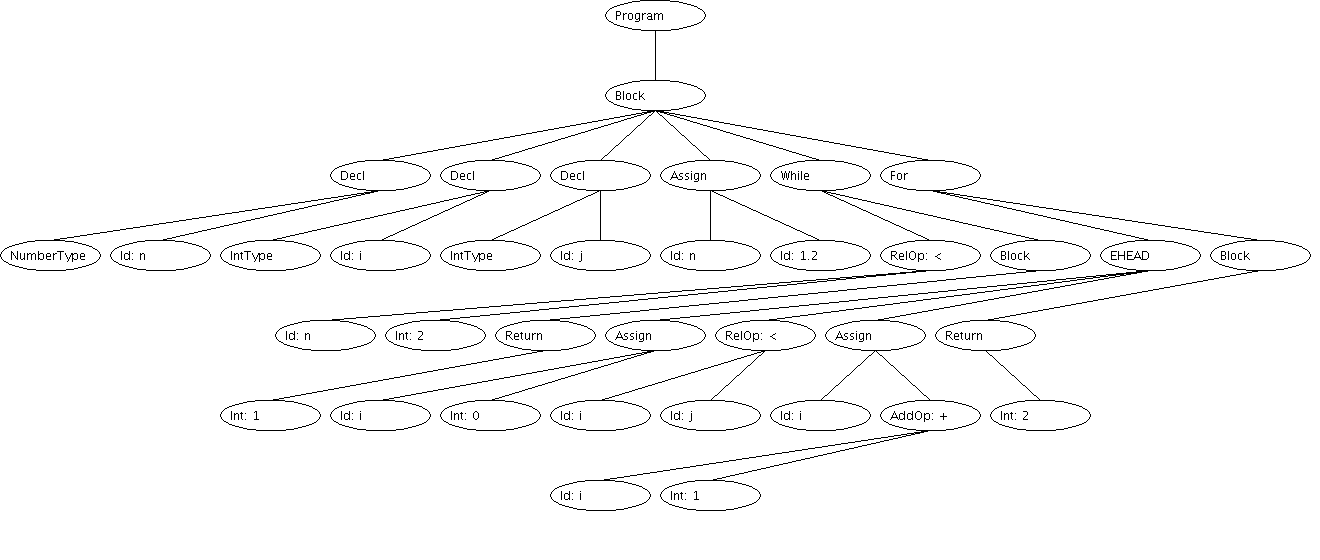 Program
Block
Decl Decl Decl Assign While For
NumberType Id: n IntType Id: i IntType Id: j Id: n Id: 1.2 RelOp: < Block EHEAD Block
Id: n Int: 2 Return Assign RelOp: < Assign Return
Int: 1 Id: i Int: 0 Id: i Id: j Id: i AddOp: + Int: 2
Id: i Int: 1